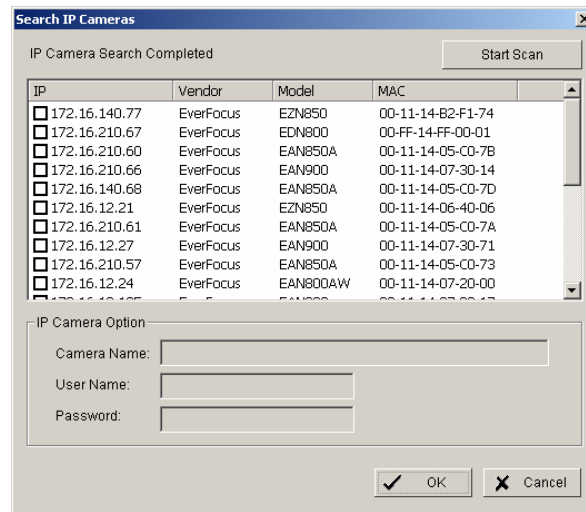 Search IP Cameras
IP Camera Search Completed
Start Scan
IP Vendor Model MAC
172.16.140.77 EverFocus EZN850 00-11-14-B2-F1-74
172.16.210.67 EverFocus EDN800 00-FF-14-FF-00-01
172.16.210.60 EverFocus EAN850A 00-11-14-05-C0-7B
172.16.210.66 EverFocus EAN900 00-11-14-07-30-14
172.16.140.68 EverFocus EAN850A 00-11-14-05-C0-7D
172.16.12.21 EverFocus EZN850 00-11-14-06-40-06
172.16.210.61 EverFocus EAN850A 00-11-14-05-C0-7A
172.16.12.27 EverFocus EAN900 00-11-14-07-30-71
172.16.210.57 EverFocus EAN850A 00-11-14-05-C0-73
172.16.12.24 EverFocus EAN800AW 00-11-14-07-20-00
IP Camera Option
Camera Name:
User Name:
Password:
OK Cancel